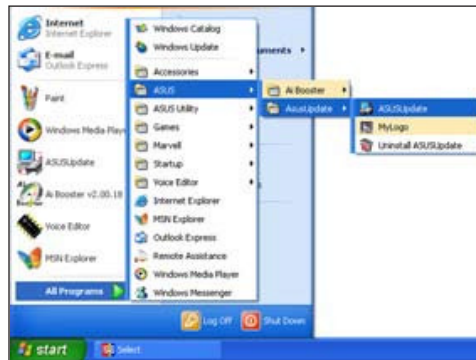 Internet
Internet Explorer
E-mail
Outlook Express
Paint
Windows Media Play
ASUSUpdate
Ai Booster v2.00.18
Voice Editor
MSN Explorer
All Programs
Windows Catalog
Windows Update
Accessories
ASUS
ASUS Utility
Games
Marvell
Startup
Voice Editor
Internet Explorer
MSN Explorer
Outlook Express
Remote Assistance
Windows Media Player
Windows Messenger
uments
Ai Booster
AsusUpdate
ASUSUpdate
MyLogo
Uninstall ASUSUpdate
Log Off
Shut Down
start
Select